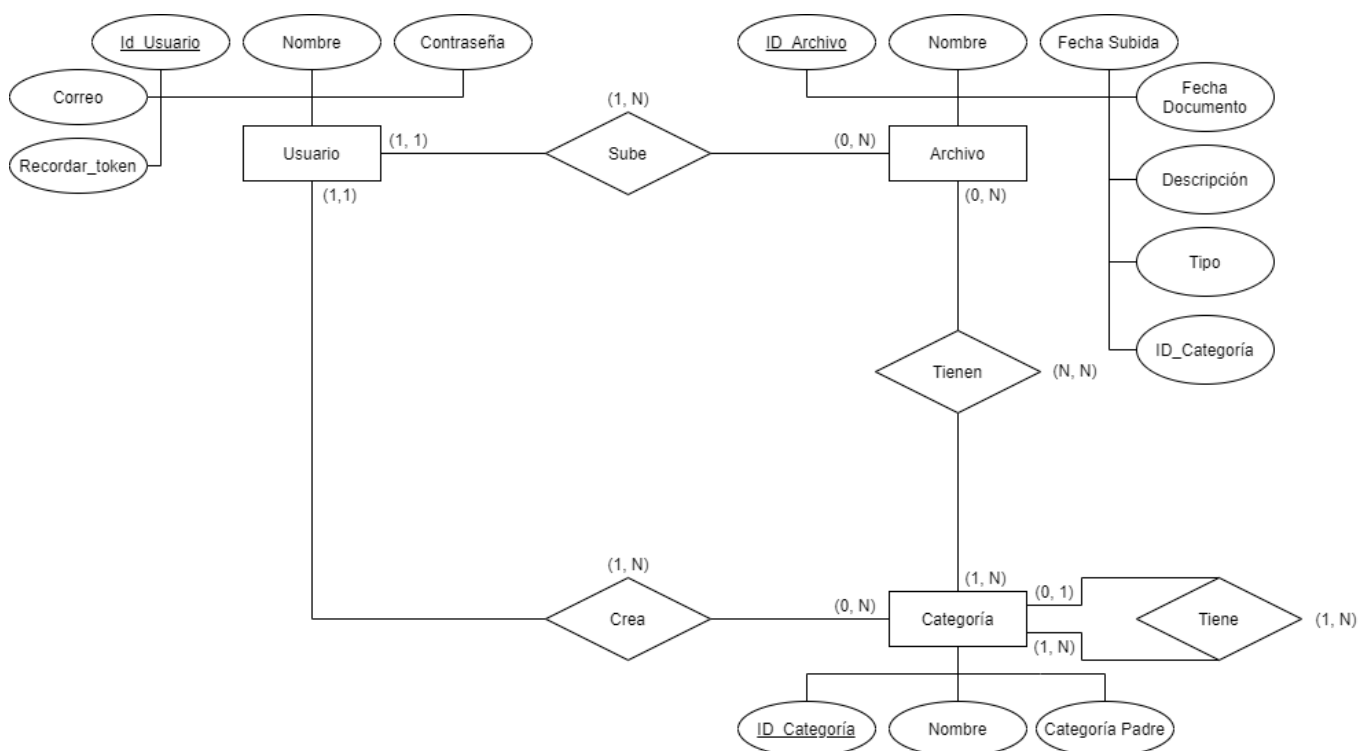 Id_Usuario
Nombre
Contraseña
ID_Archivo
Nombre
Fecha Subida
Correo
Fecha
Documento
(1, N)
Usuario
(1, 1)
Sube
(0, N)
Archivo
Recordar_token
Descripción
(1,1)
(0, N)
Tipo
ID_Categoría
Tienen
(N, N)
(1, N)
(1, N)
(0, 1)
(0, N)
Crea
Categoría
Tiene
(1, N)
(1, N)
ID_Categoría
Nombre
Categoría Padre